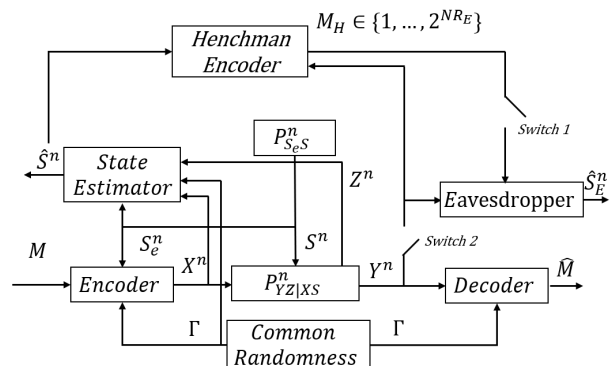 M_H ∈ {1, ..., 2^{NR_E}}
Henchman
Encoder
Switch 1
P^n_{S_eS}
Ŝ^n
State
Estimator
Z^n
Eavesdropper
Ŝ^n_E
S^n_e
S^n
Switch 2
M
Encoder
X^n
P^n_{YZ|XS}
Y^n
Decoder
M̂
Γ
Common
Randomness
Γ